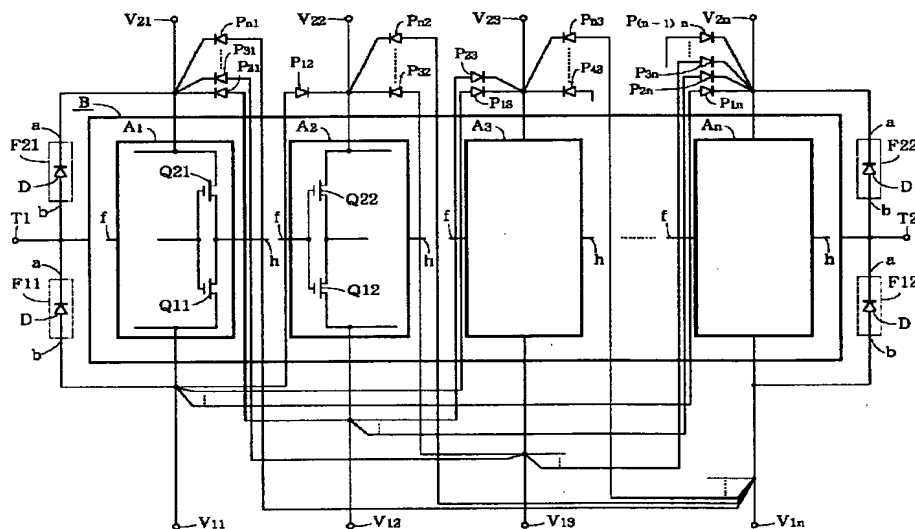 V21 Pn1 V22 Pn2 V23 Pn3 P(n-1)n V2n
P31 P23 P3n
P21 P12 P32 P13 P43 P2n
P1n
B
a A1 A2 A3 An a
F21 Q21 F22
D Q22 D
b f f f f b
T1 T2
a h h h h a
F11 Q11 Q12 F12
D D
b b
V11 V12 V13 V1n